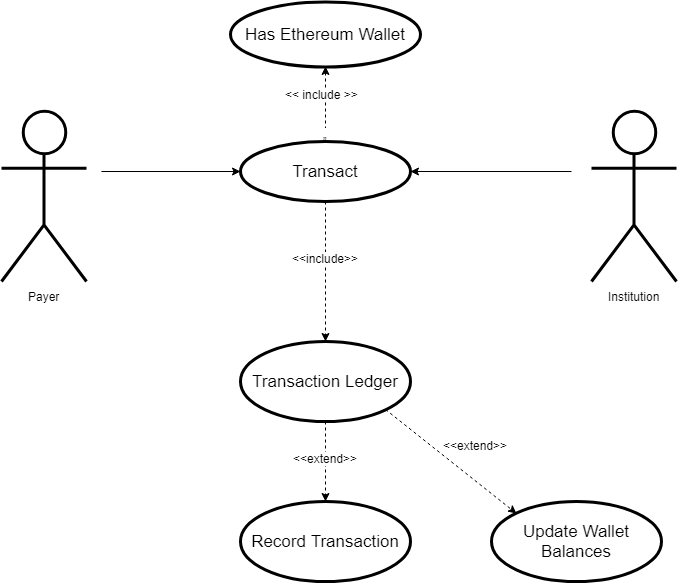 Has Ethereum Wallet
<< include >>
Transact
<<include>>
Payer
Institution
Transaction Ledger
<<extend>>
<<extend>>
Record Transaction
Update Wallet
Balances